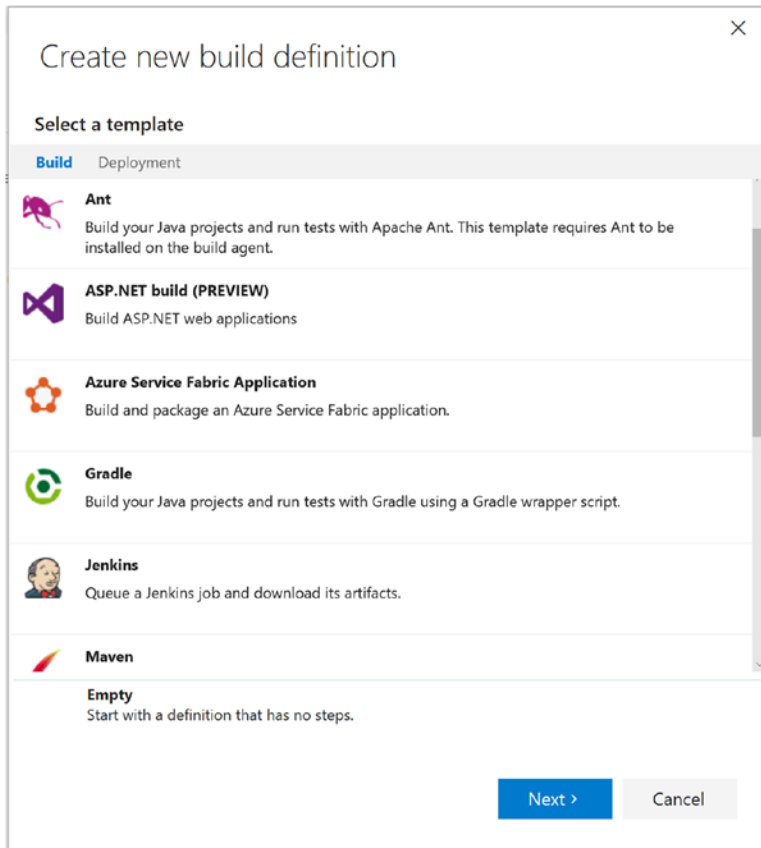 Create new build definition
Select a template
Build Deployment
Ant
Build your Java projects and run tests with Apache Ant. This template requires Ant to be
installed on the build agent.
ASP.NET build (PREVIEW)
Build ASP.NET web applications
Azure Service Fabric Application
Build and package an Azure Service Fabric application.
Gradle
Build your Java projects and run tests with Gradle using a Gradle wrapper script.
Jenkins
Queue a Jenkins job and download its artifacts.
Maven
Empty
Start with a definition that has no steps.
Next > Cancel